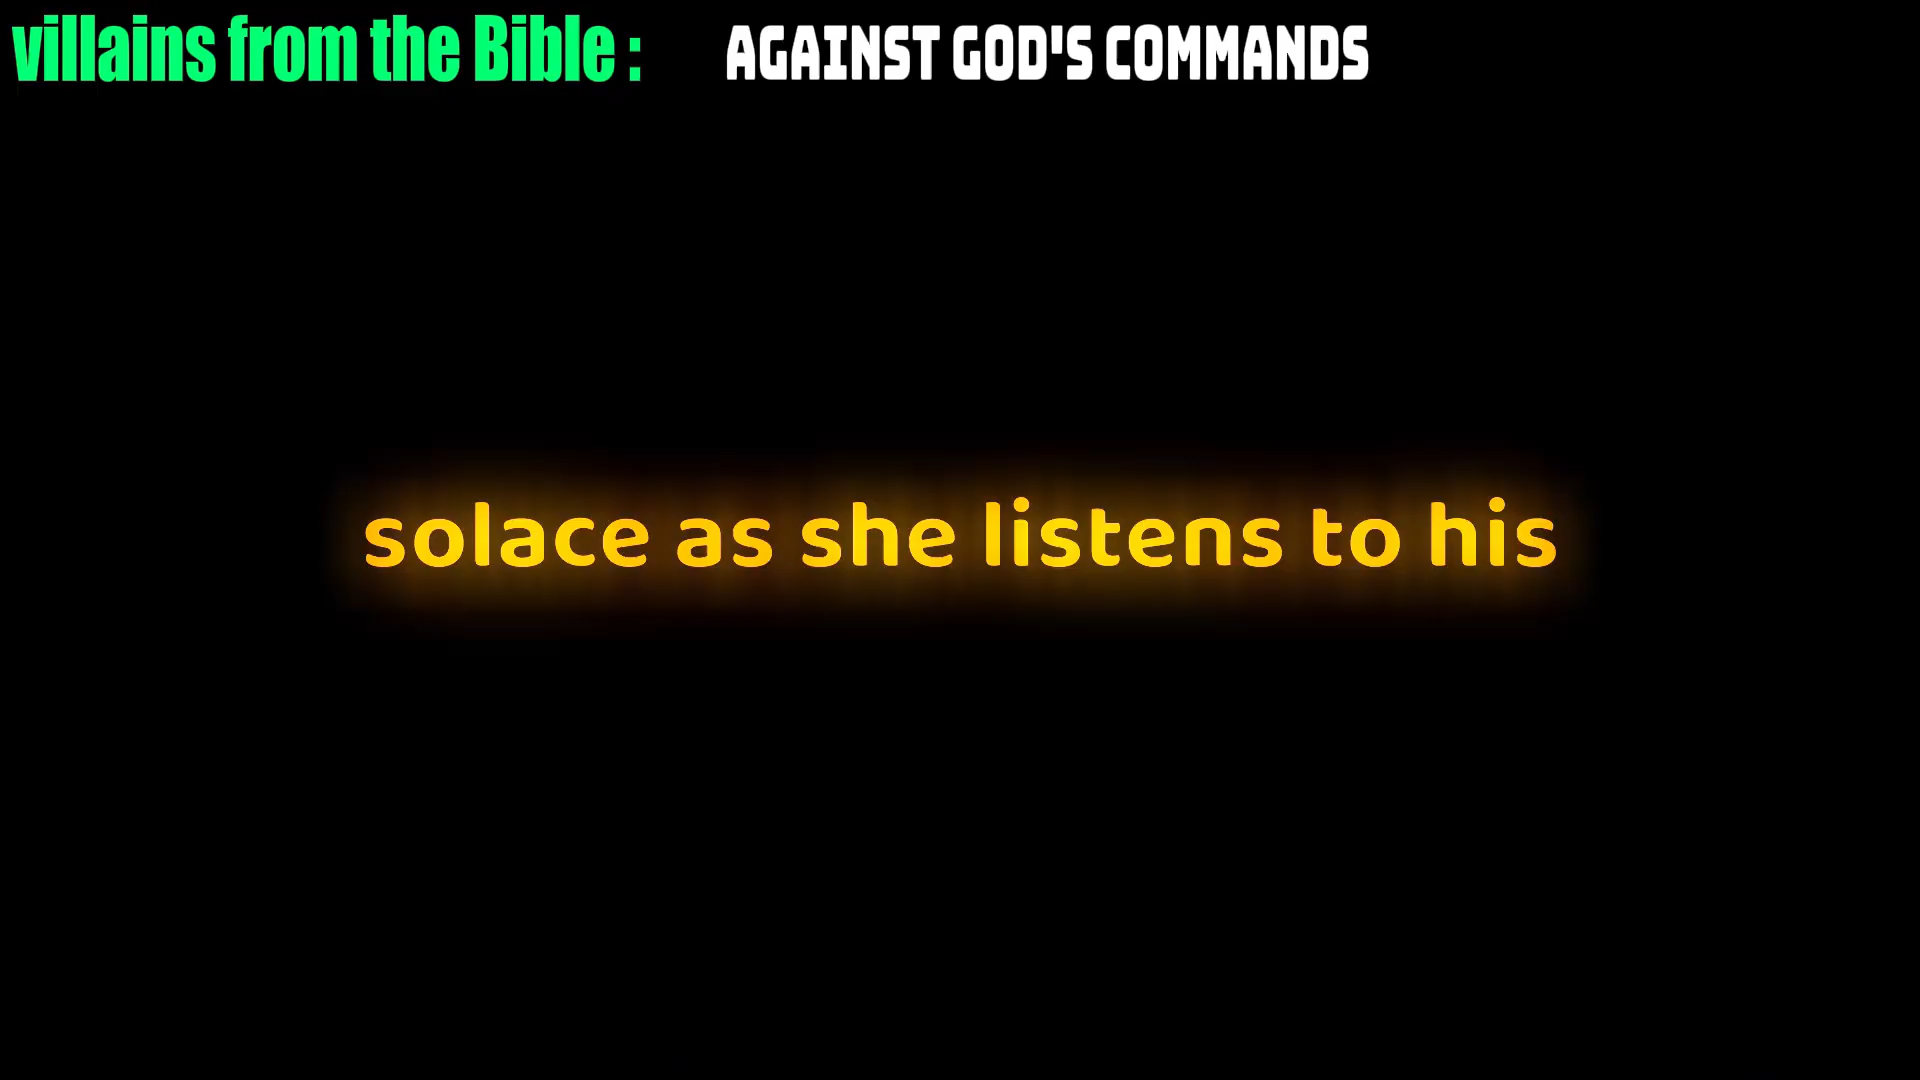 villains from the Bible : AGAINST GOD'S COMMANDS
solace as she listens to his